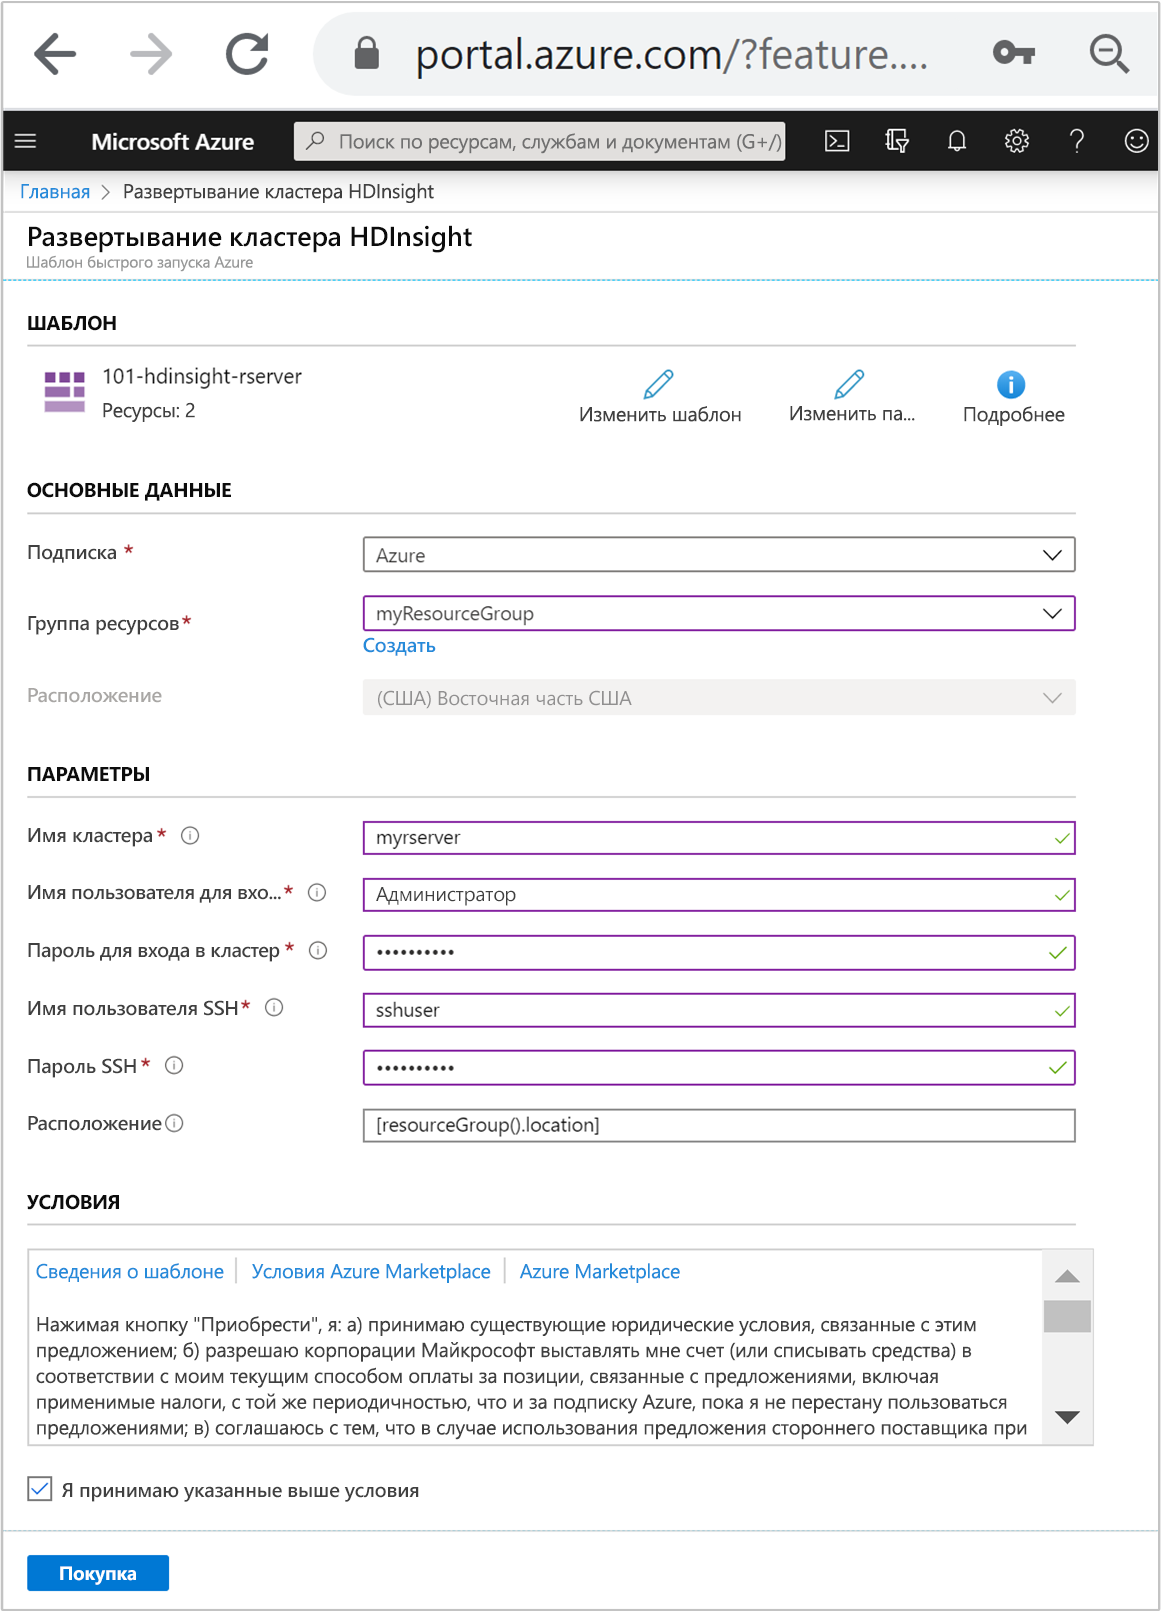 portal.azure.com/?feature....
Microsoft Azure
Поиск по ресурсам, службам и документам (G+/)
Главная > Развертывание кластера HDInsight
Развертывание кластера HDInsight
Шаблон быстрого запуска Azure
ШАБЛОН
101-hdinsight-rserver
Ресурсы: 2
Изменить шаблон
Изменить па...
Подробнее
ОСНОВНЫЕ ДАННЫЕ
Подписка *
Azure
Группа ресурсов*
myResourceGroup
Создать
Расположение
(США) Восточная часть США
ПАРАМЕТРЫ
Имя кластера*
myrserver
Имя пользователя для вхо...*
Администратор
Пароль для входа в кластер *
••••••••••
Имя пользователя SSH*
sshuser
Пароль SSH*
••••••••••
Расположение
[resourceGroup().location]
УСЛОВИЯ
Сведения о шаблоне | Условия Azure Marketplace | Azure Marketplace
Нажимая кнопку "Приобрести", я: а) принимаю существующие юридические условия, связанные с этим
предложением; б) разрешаю корпорации Майкрософт выставлять мне счет (или списывать средства) в
соответствии с моим текущим способом оплаты за позиции, связанные с предложениями, включая
применимые налоги, с той же периодичностью, что и за подписку Azure, пока я не перестану пользоваться
предложениями; в) соглашаюсь с тем, что в случае использования предложения стороннего поставщика при
Я принимаю указанные выше условия
Покупка